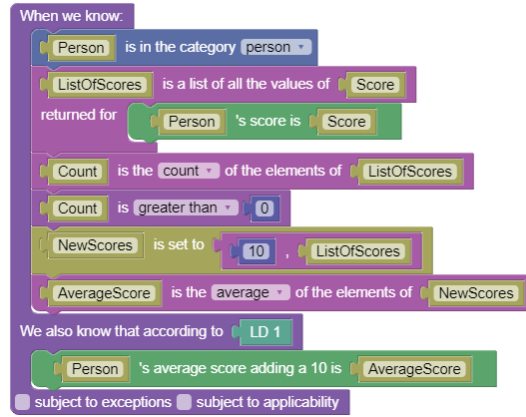 When we know:
Person is in the category person
ListOfScores is a list of all the values of Score
returned for Person 's score is Score
Count is the count of the elements of ListOfScores
Count is greater than 0
NewScores is set to 10 , ListOfScores
AverageScore is the average of the elements of NewScores
We also know that according to LD 1
Person 's average score adding a 10 is AverageScore
subject to exceptions subject to applicability